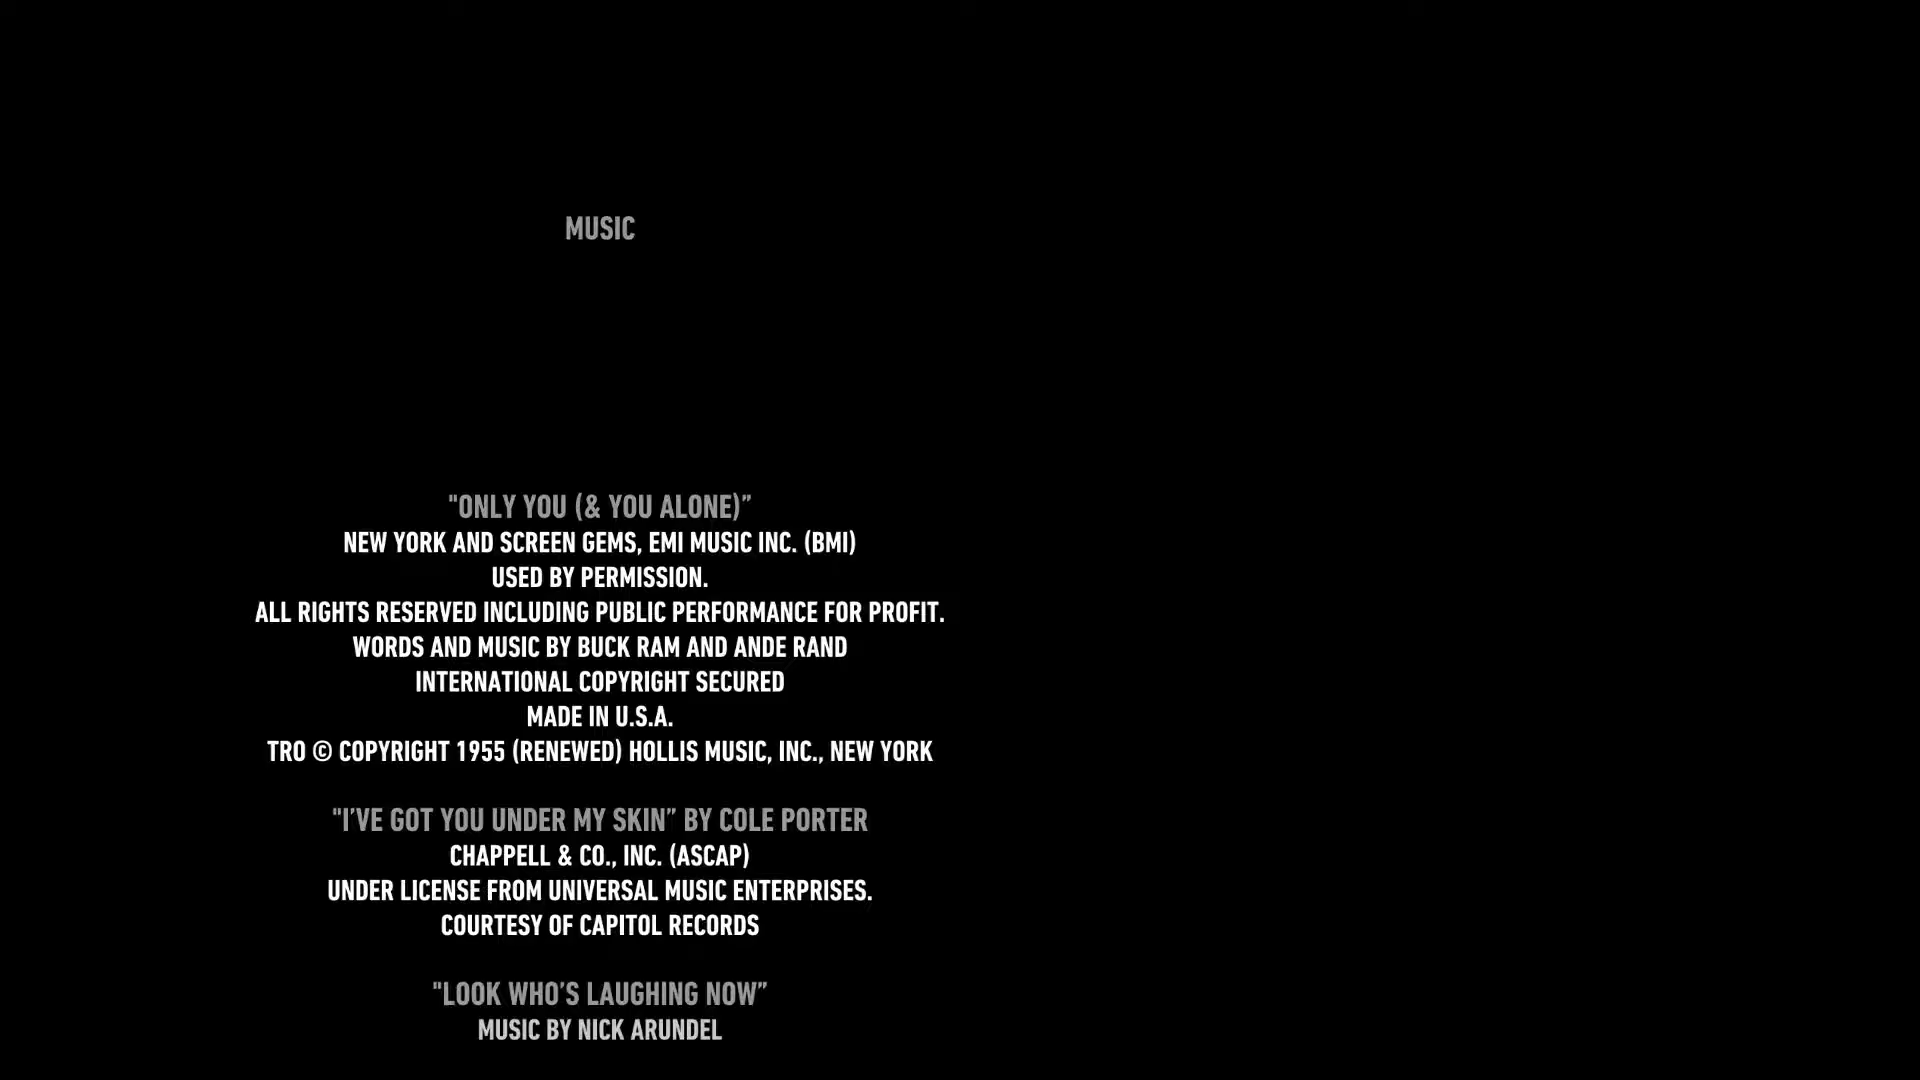 MUSIC
"ONLY YOU (& YOU ALONE)”
NEW YORK AND SCREEN GEMS, EMI MUSIC INC. (BMI)
USED BY PERMISSION.
ALL RIGHTS RESERVED INCLUDING PUBLIC PERFORMANCE FOR PROFIT.
WORDS AND MUSIC BY BUCK RAM AND ANDE RAND
INTERNATIONAL COPYRIGHT SECURED
MADE IN U.S.A.
TRO © COPYRIGHT 1955 (RENEWED) HOLLIS MUSIC, INC., NEW YORK
"I’VE GOT YOU UNDER MY SKIN” BY COLE PORTER
CHAPPELL & CO., INC. (ASCAP)
UNDER LICENSE FROM UNIVERSAL MUSIC ENTERPRISES.
COURTESY OF CAPITOL RECORDS
"LOOK WHO’S LAUGHING NOW”
MUSIC BY NICK ARUNDEL